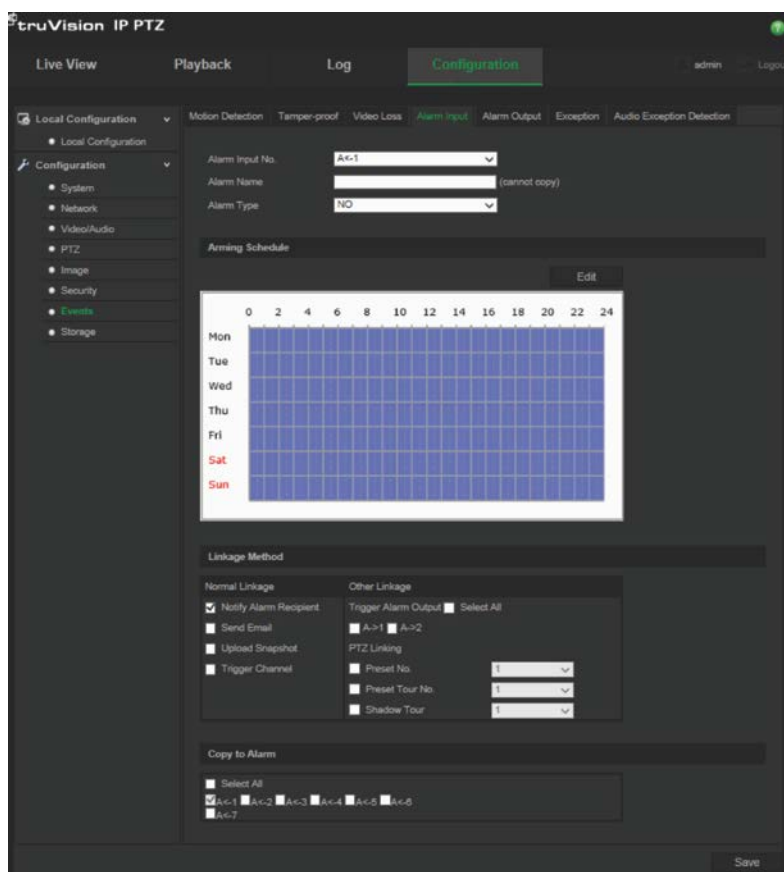 truVision IP PTZ
Live View Playback Log Configuration admin Logou
Local Configuration
Local Configuration
Configuration
System
Network
Video/Audio
PTZ
Image
Security
Events
Storage
Motion Detection Tamper-proof Video Loss Alarm Input Alarm Output Exception Audio Exception Detection
Alarm Input No. A<-1
Alarm Name (cannot copy)
Alarm Type NO
Arming Schedule
Edit
0 2 4 6 8 10 12 14 16 18 20 22 24
Mon
Tue
Wed
Thu
Fri
Sat
Sun
Linkage Method
Normal Linkage Other Linkage
Notify Alarm Recipient Trigger Alarm Output Select All
Send Email A->1 A->2
Upload Snapshot PTZ Linking
Trigger Channel Preset No. 1
Preset Tour No. 1
Shadow Tour 1
Copy to Alarm
Select All
A<-1 A<-2 A<-3 A<-4 A<-5 A<-6
A<-7
Save